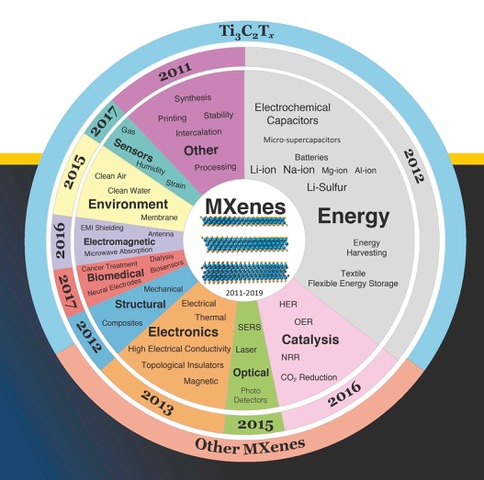 Ti₃C₂Tₓ
2011
2012
Synthesis
Printing
Stability
Intercalation
Other
Processing
Electrochemical
Capacitors
Micro-supercapacitors
Batteries
Li-ion Na-ion Mg-ion Al-ion
Li-Sulfur
Energy
Energy
Harvesting
Textile
Flexible Energy Storage
2017
Gas
Sensors
Humidity
Strain
2015
Clean Air
Clean Water
Environment
Membrane
2016
EMI Shielding
Antenna
Electromagnetic
Microwave Absorption
2017
Cancer Treatment
Dialysis
Biomedical
Biosensors
Neural Electrodes
2012
Mechanical
Structural
Composites
MXenes
2011-2019
Electrical
Thermal
Electronics
High Electrical Conductivity
Topological Insulators
Magnetic
2013
SERS
Laser
Optical
Photo
Detectors
2015
HER
OER
Catalysis
NRR
CO₂ Reduction
2016
Other MXenes